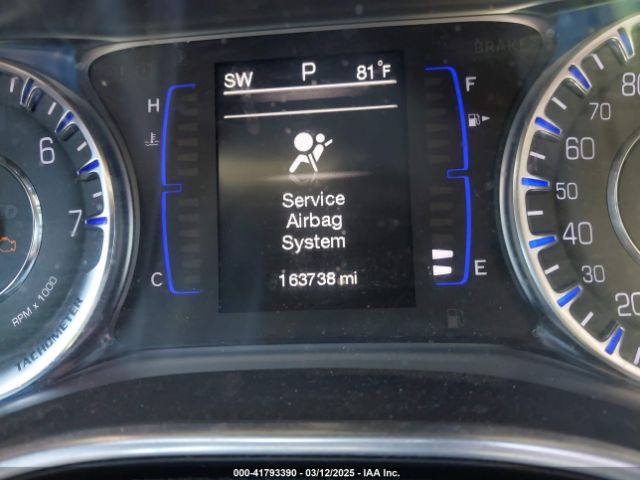 SW P 81°F
BRAKE
H
F
6
7
RPM x 1000
TACHOMETER
Service
Airbag
System
163738 mi
C
E
80
70
60
50
40
30
20
000-41793390 - 03/12/2025 - IAA Inc.